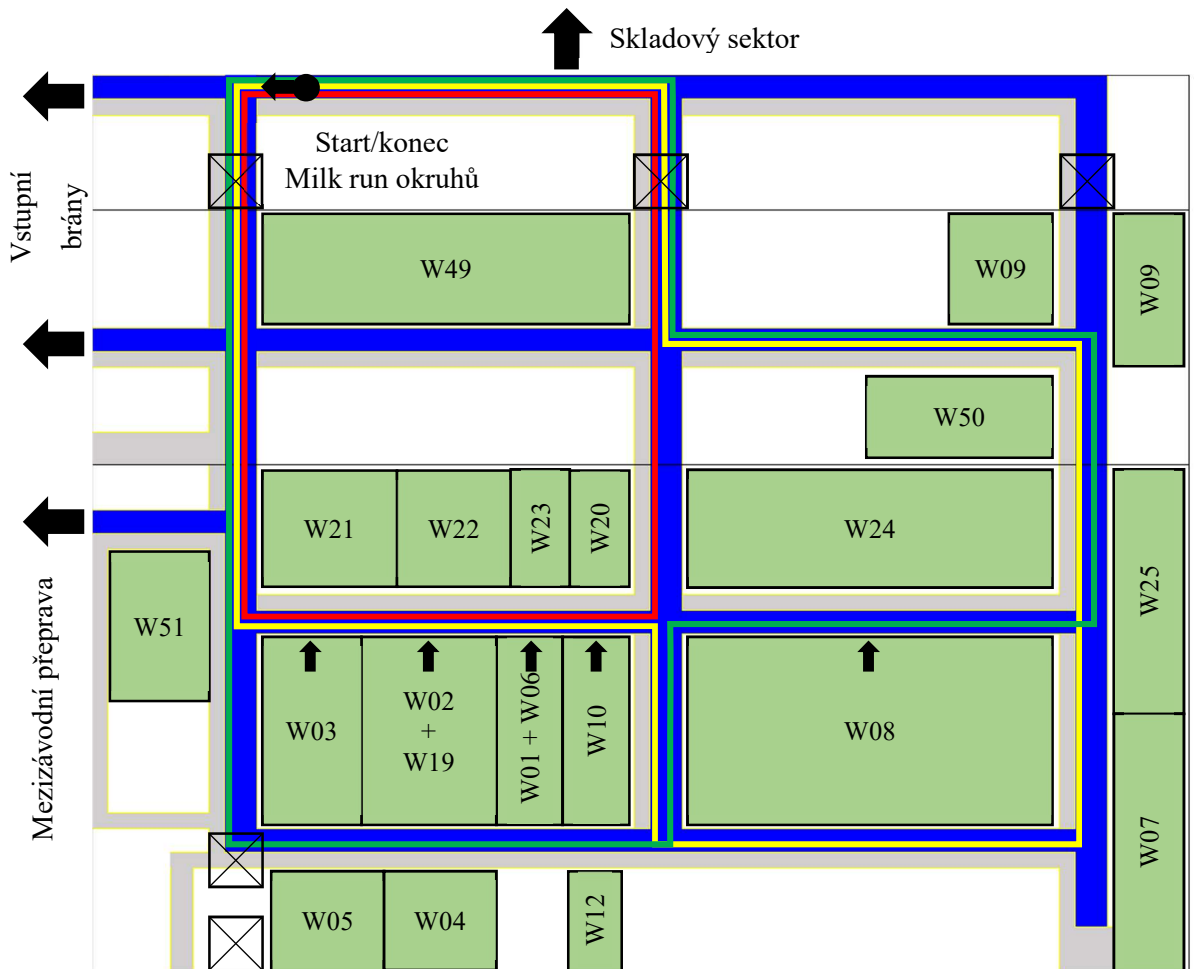 Skladový sektor
Start/konec
Milk run okruhů
Vstupní
brány
W49
W09
W09
W50
W21
W22
W23
W20
W24
W25
W51
Mezizávodní přeprava
W03
W02
+
W19
W01 + W06
W10
W08
W07
W05
W04
W12